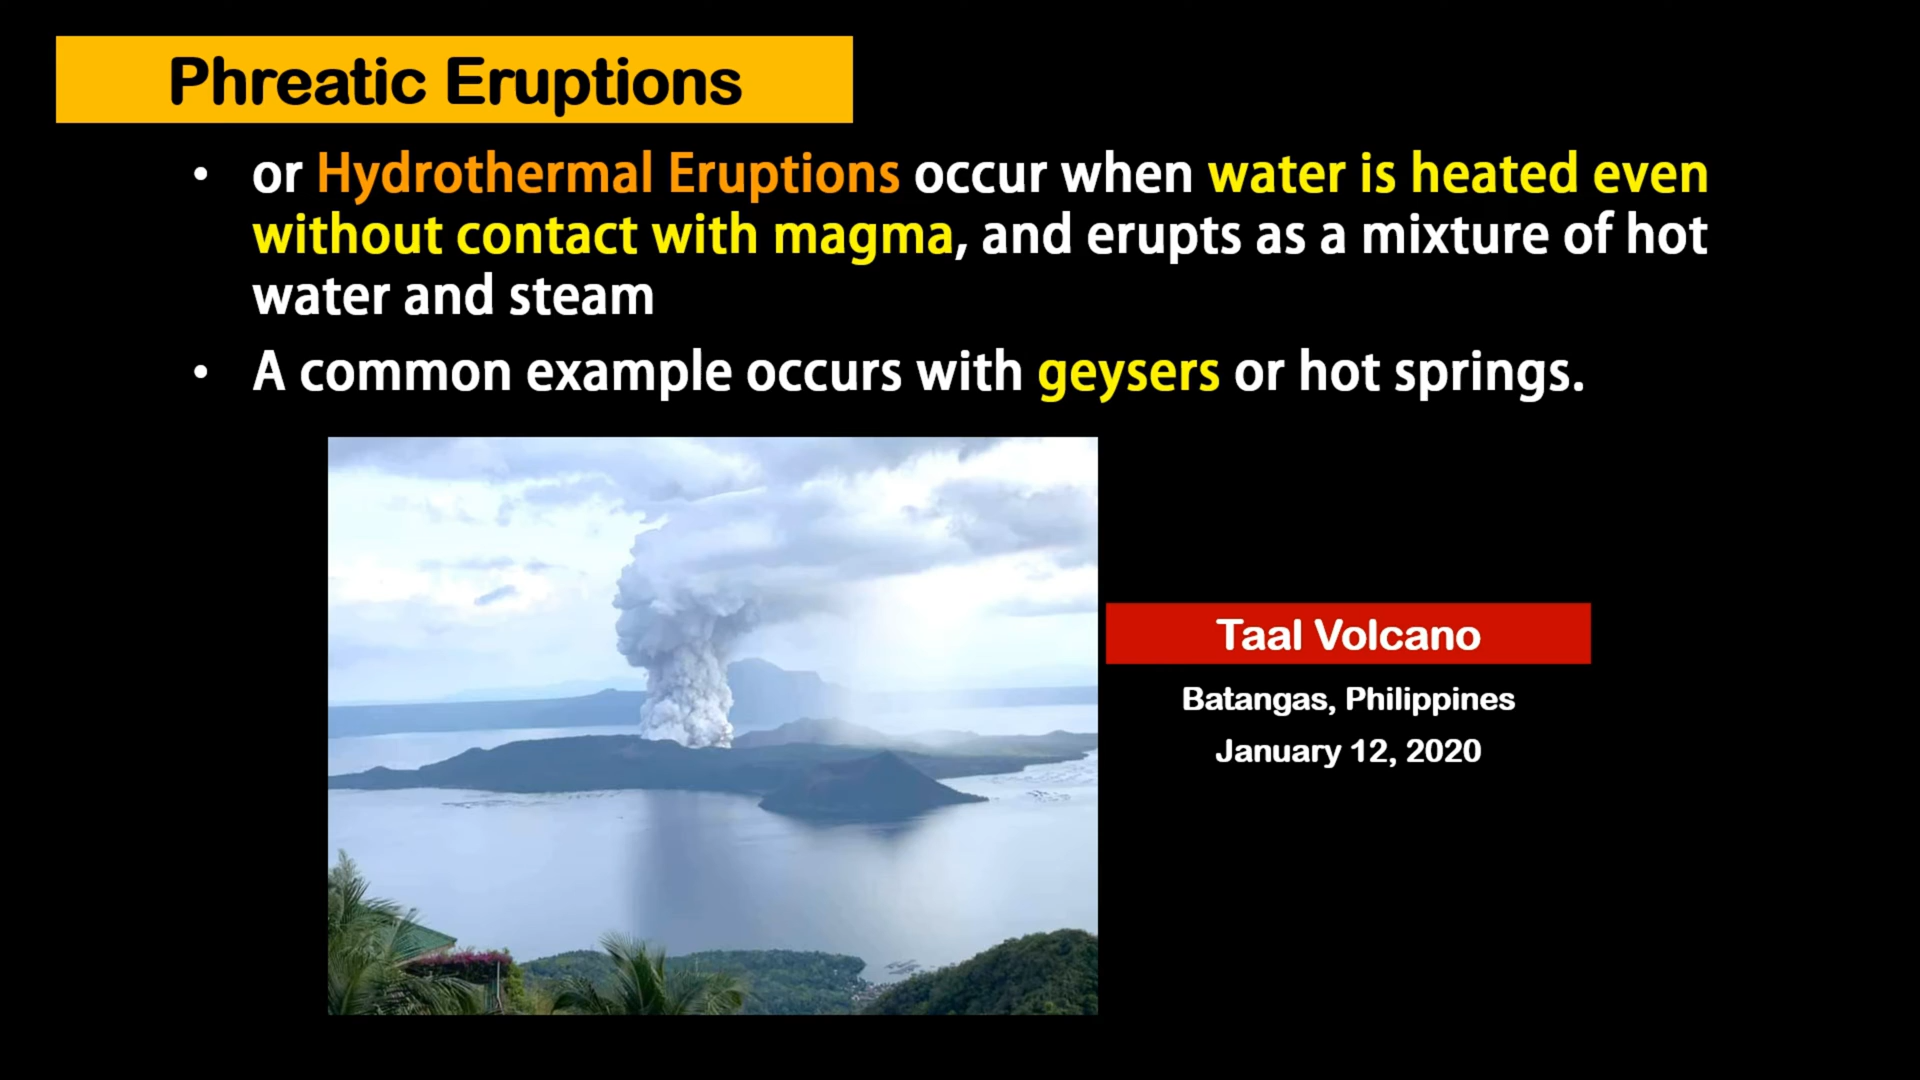 Phreatic Eruptions
• or Hydrothermal Eruptions occur when water is heated even
without contact with magma, and erupts as a mixture of hot
water and steam
• A common example occurs with geysers or hot springs.
Taal Volcano
Batangas, Philippines
January 12, 2020